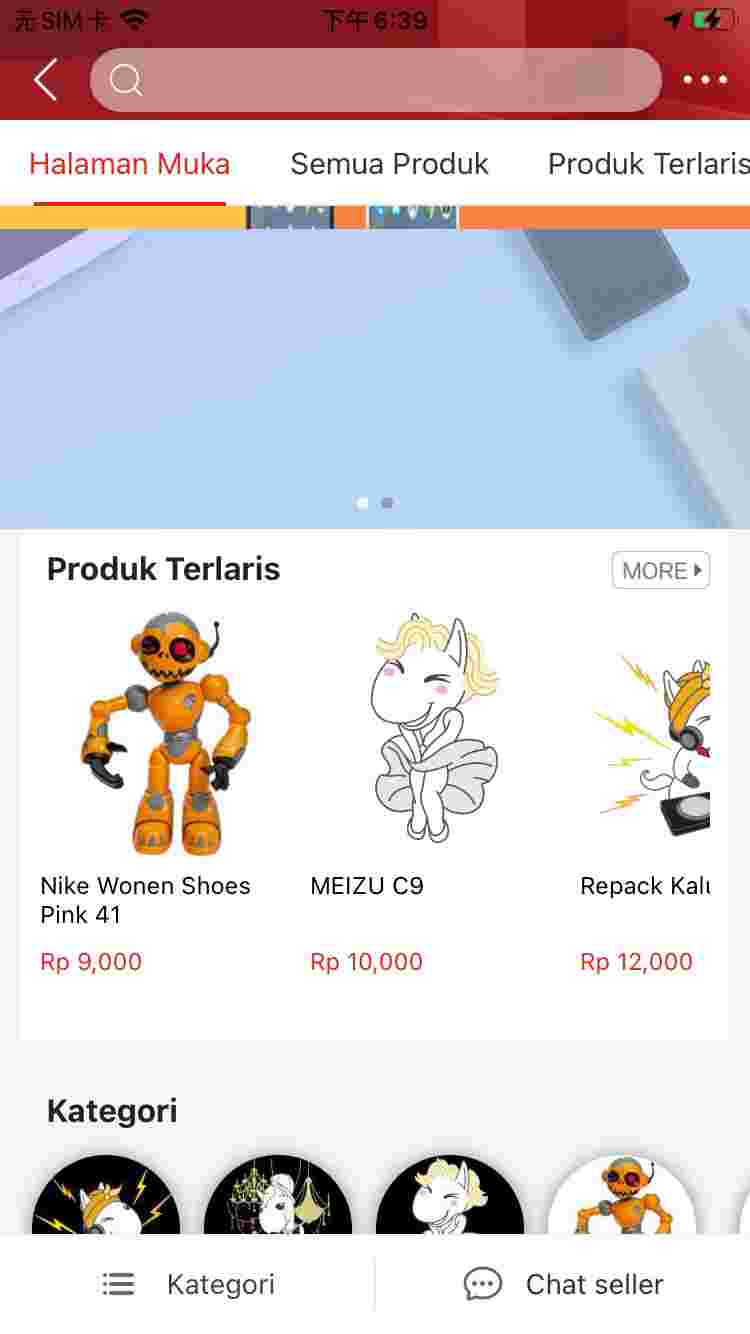 无SIM卡
下午6:39
Halaman Muka
Semua Produk
Produk Terlaris
Produk Terlaris
MORE
Nike Wonen Shoes
Pink 41
MEIZU C9
Repack Kalu
Rp 9,000
Rp 10,000
Rp 12,000
Kategori
Kategori
Chat seller